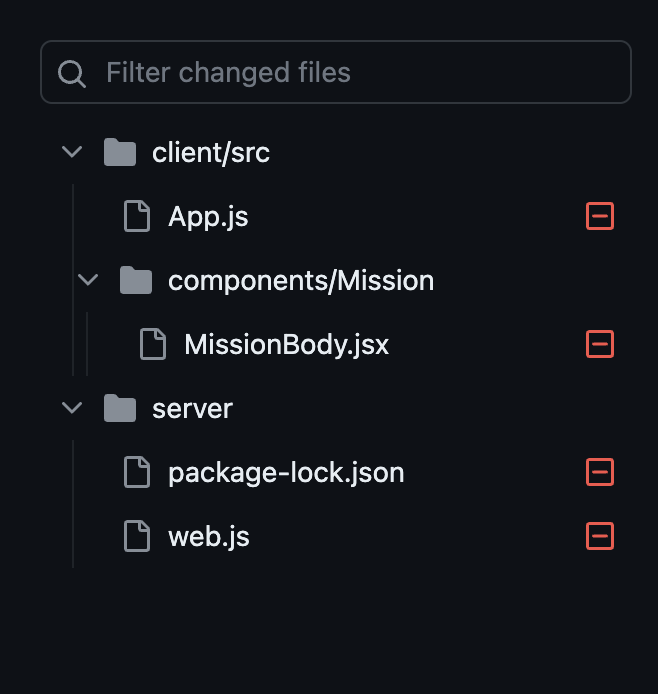 Filter changed files
client/src
App.js
components/Mission
MissionBody.jsx
server
package-lock.json
web.js